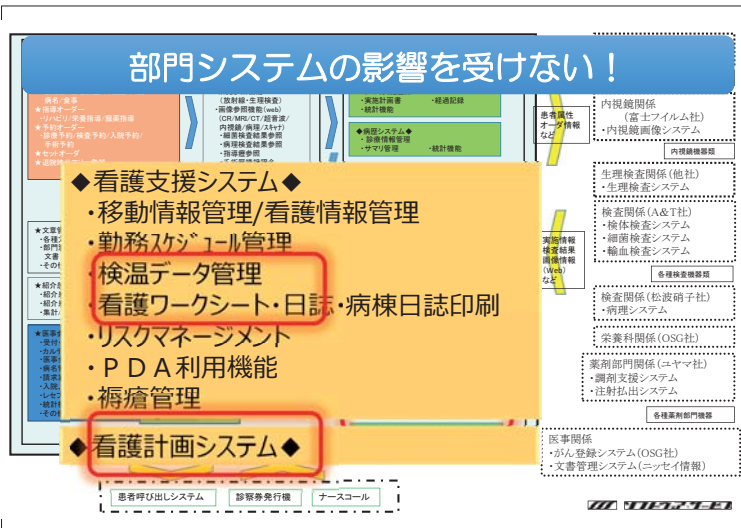 部門システムの影響を受けない！
病名/食事
★指導オーダー
・リハビリ/栄養指導/服薬指導
★予約オーダー
・診療予約/検査予約/入院予約/
手術予約
★セットオーダ
(放射線・生理検査)
・画像参照機能(web)
(CR/MRI/CT/超音波/
内視鏡/病理/スキャナ)
・細菌検査結果参照
・病理検査結果参照
・指導歴参照
・実施計画書　・経過記録
・統計機能
◆病歴システム◆
・診療情報管理
・サマリ管理　・統計機能
患者属性
オーダ情報
など
内視鏡関係
(富士フイルム社)
・内視鏡画像システム
内視鏡機器類
生理検査関係(他社)
・生理検査システム
検査関係(A&T社)
・検体検査システム
・細菌検査システム
・輸血検査システム
各種検査機器類
実施情報
検査結果
画像情報
(Web)
など
検査関係(松波硝子社)
・病理システム
栄養科関係(OSG社)
薬剤部門関係(ユヤマ社)
・調剤支援システム
・注射払出システム
各種薬剤部門機器
医事関係
・がん登録システム(OSG社)
・文書管理システム(ニッセイ情報)
◆看護支援システム◆
・移動情報管理/看護情報管理
・勤務スケジュール管理
・検温データ管理
・看護ワークシート・日誌・病棟日誌印刷
・リスクマネージメント
・ＰＤＡ利用機能
・褥瘡管理
◆看護計画システム◆
患者呼び出しシステム
診察券発行機
ナースコール